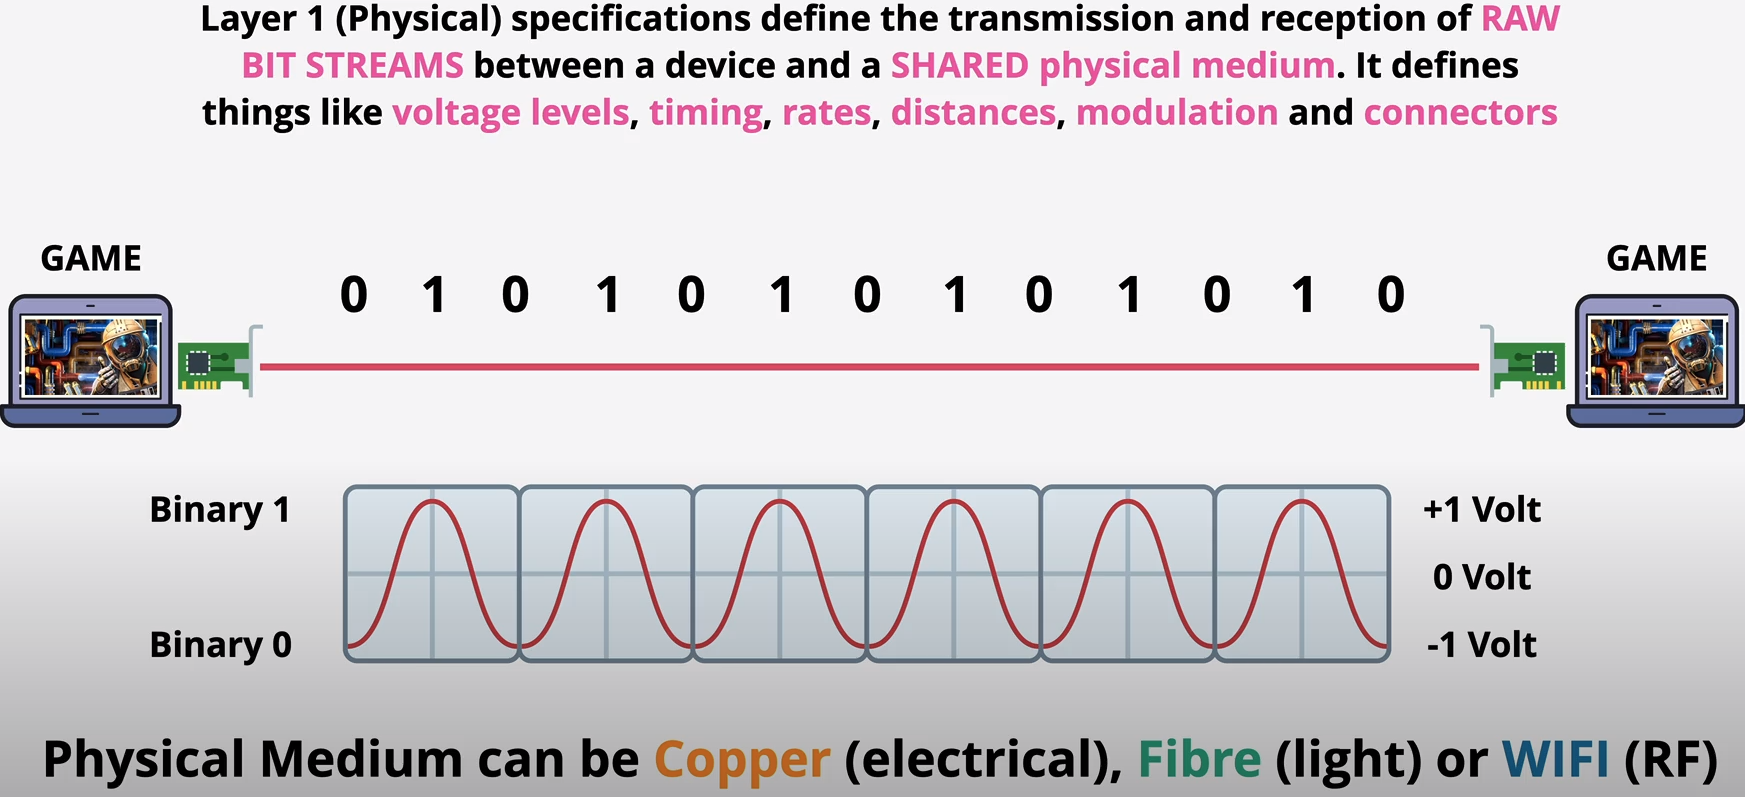 Layer 1 (Physical) specifications define the transmission and reception of RAW
BIT STREAMS between a device and a SHARED physical medium. It defines
things like voltage levels, timing, rates, distances, modulation and connectors
GAME
GAME
0 1 0 1 0 1 0 1 0 1 0 1 0
Binary 1
+1 Volt
0 Volt
Binary 0
-1 Volt
Physical Medium can be Copper (electrical), Fibre (light) or WIFI (RF)